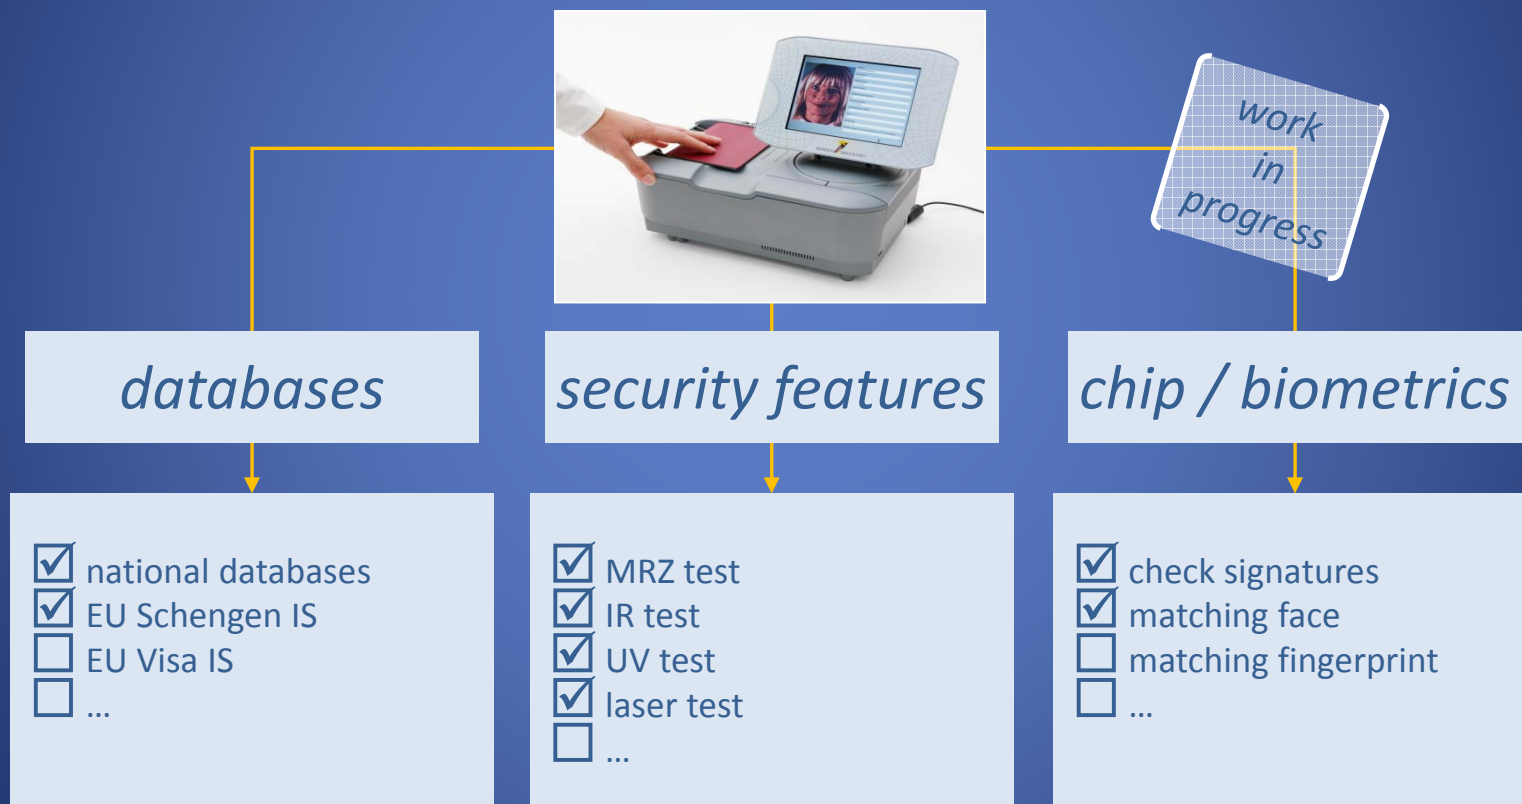 work
in
progress
databases
security features
chip / biometrics
☑ national databases
☑ EU Schengen IS
☐ EU Visa IS
☐ …
☑ MRZ test
☑ IR test
☑ UV test
☑ laser test
☐ …
☑ check signatures
☑ matching face
☐ matching fingerprint
☐ …